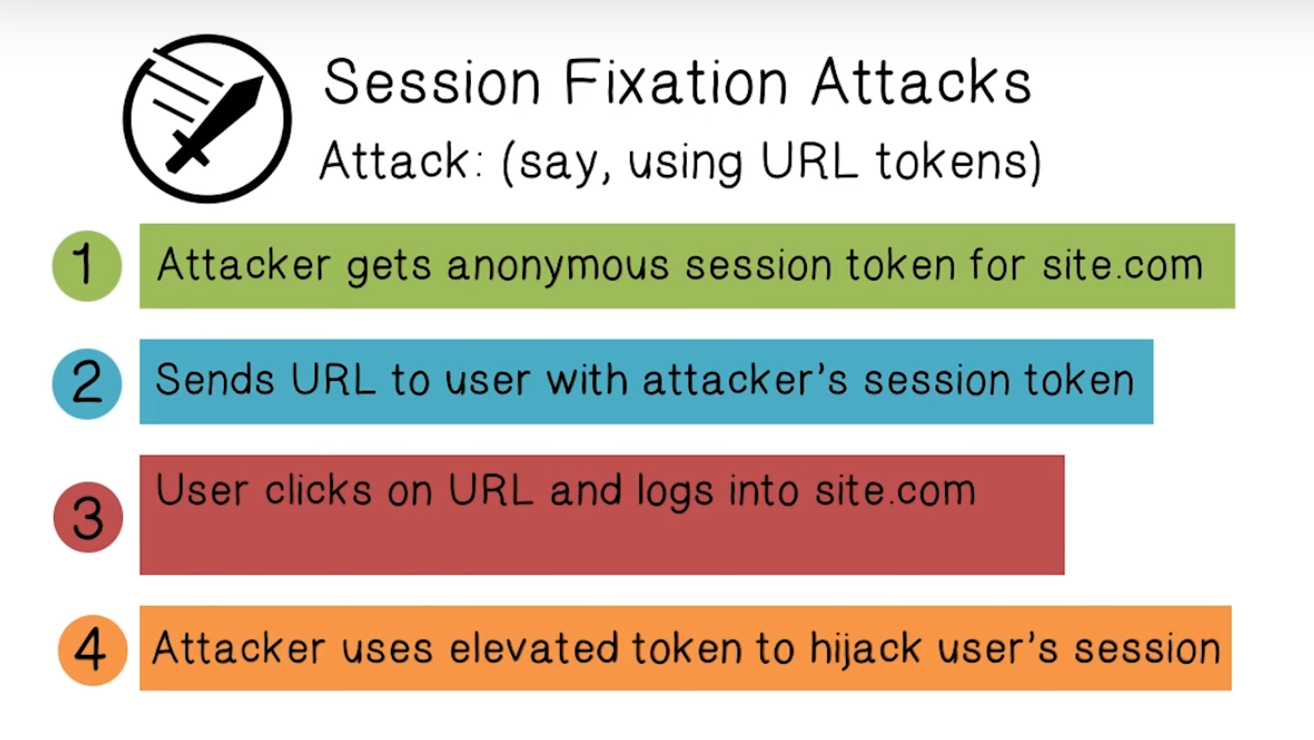 Session Fixation Attacks
Attack: (say, using URL tokens)
1 Attacker gets anonymous session token for site.com
2 Sends URL to user with attacker's session token
3 User clicks on URL and logs into site.com
4 Attacker uses elevated token to hijack user's session